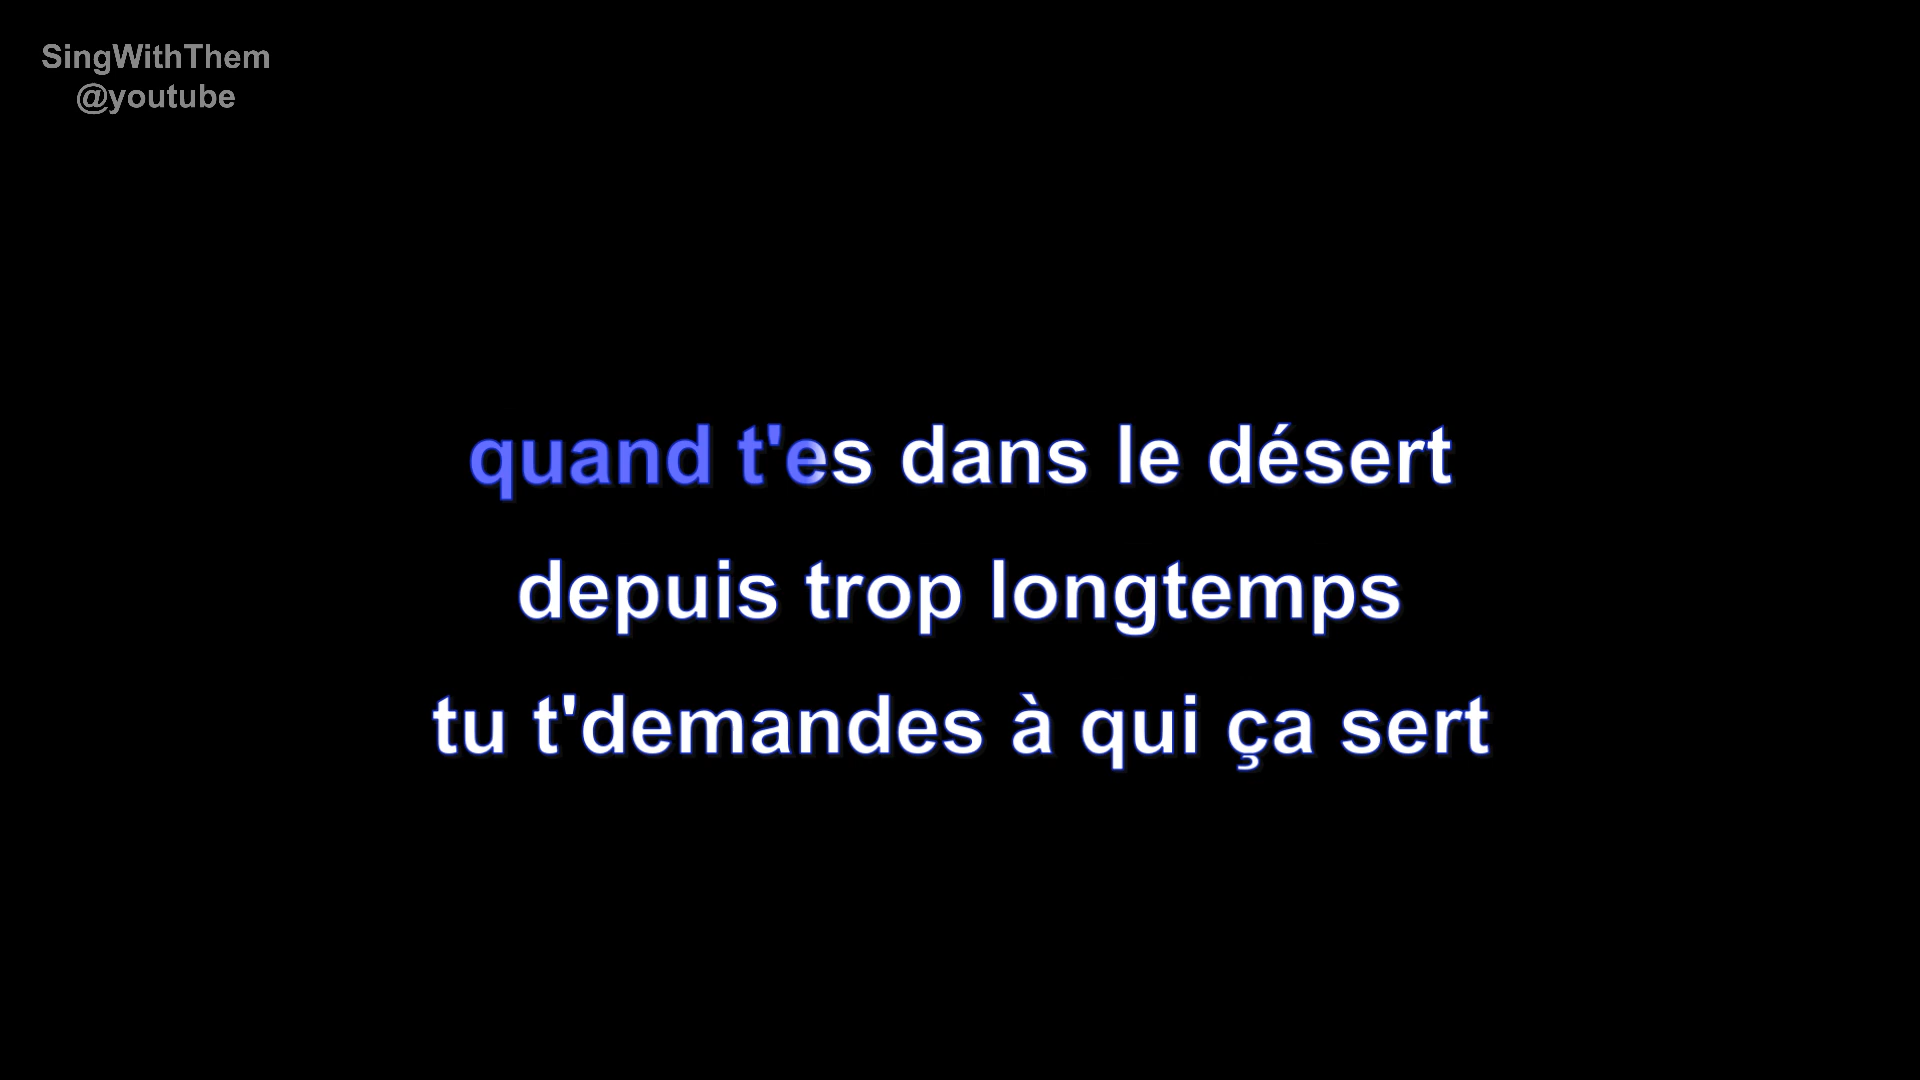 SingWithThem
@youtube
quand t'es dans le désert
depuis trop longtemps
tu t'demandes à qui ça sert